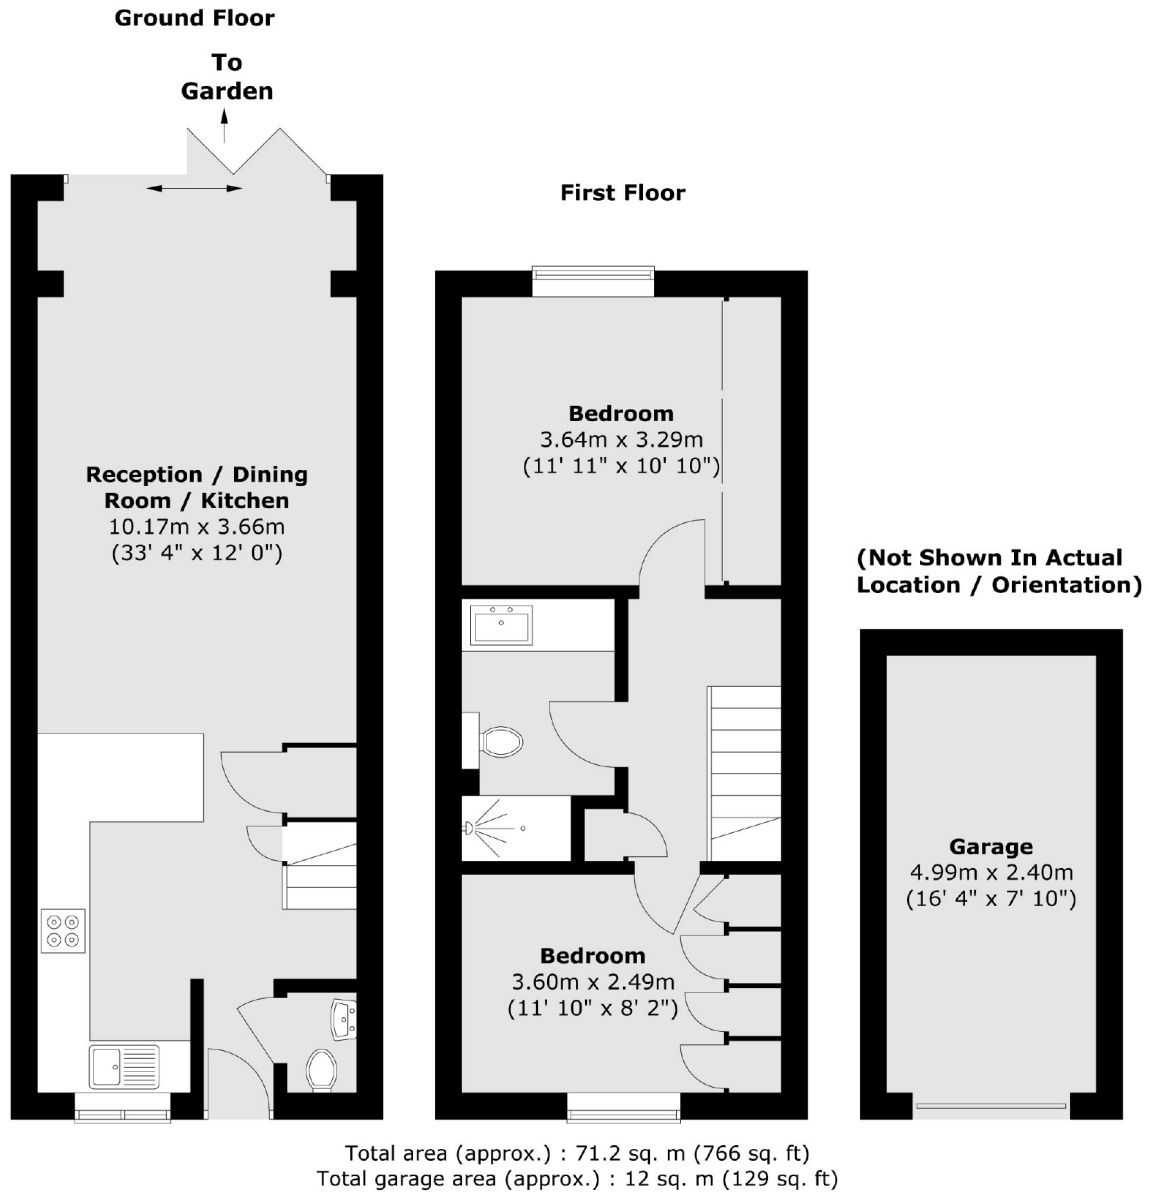 Ground Floor
To
Garden
First Floor
Reception / Dining
Room / Kitchen
10.17m x 3.66m
(33' 4" x 12' 0")
Bedroom
3.64m x 3.29m
(11' 11" x 10' 10")
Bedroom
3.60m x 2.49m
(11' 10" x 8' 2")
(Not Shown In Actual
Location / Orientation)
Garage
4.99m x 2.40m
(16' 4" x 7' 10")
Total area (approx.) : 71.2 sq. m (766 sq. ft)
Total garage area (approx.) : 12 sq. m (129 sq. ft)